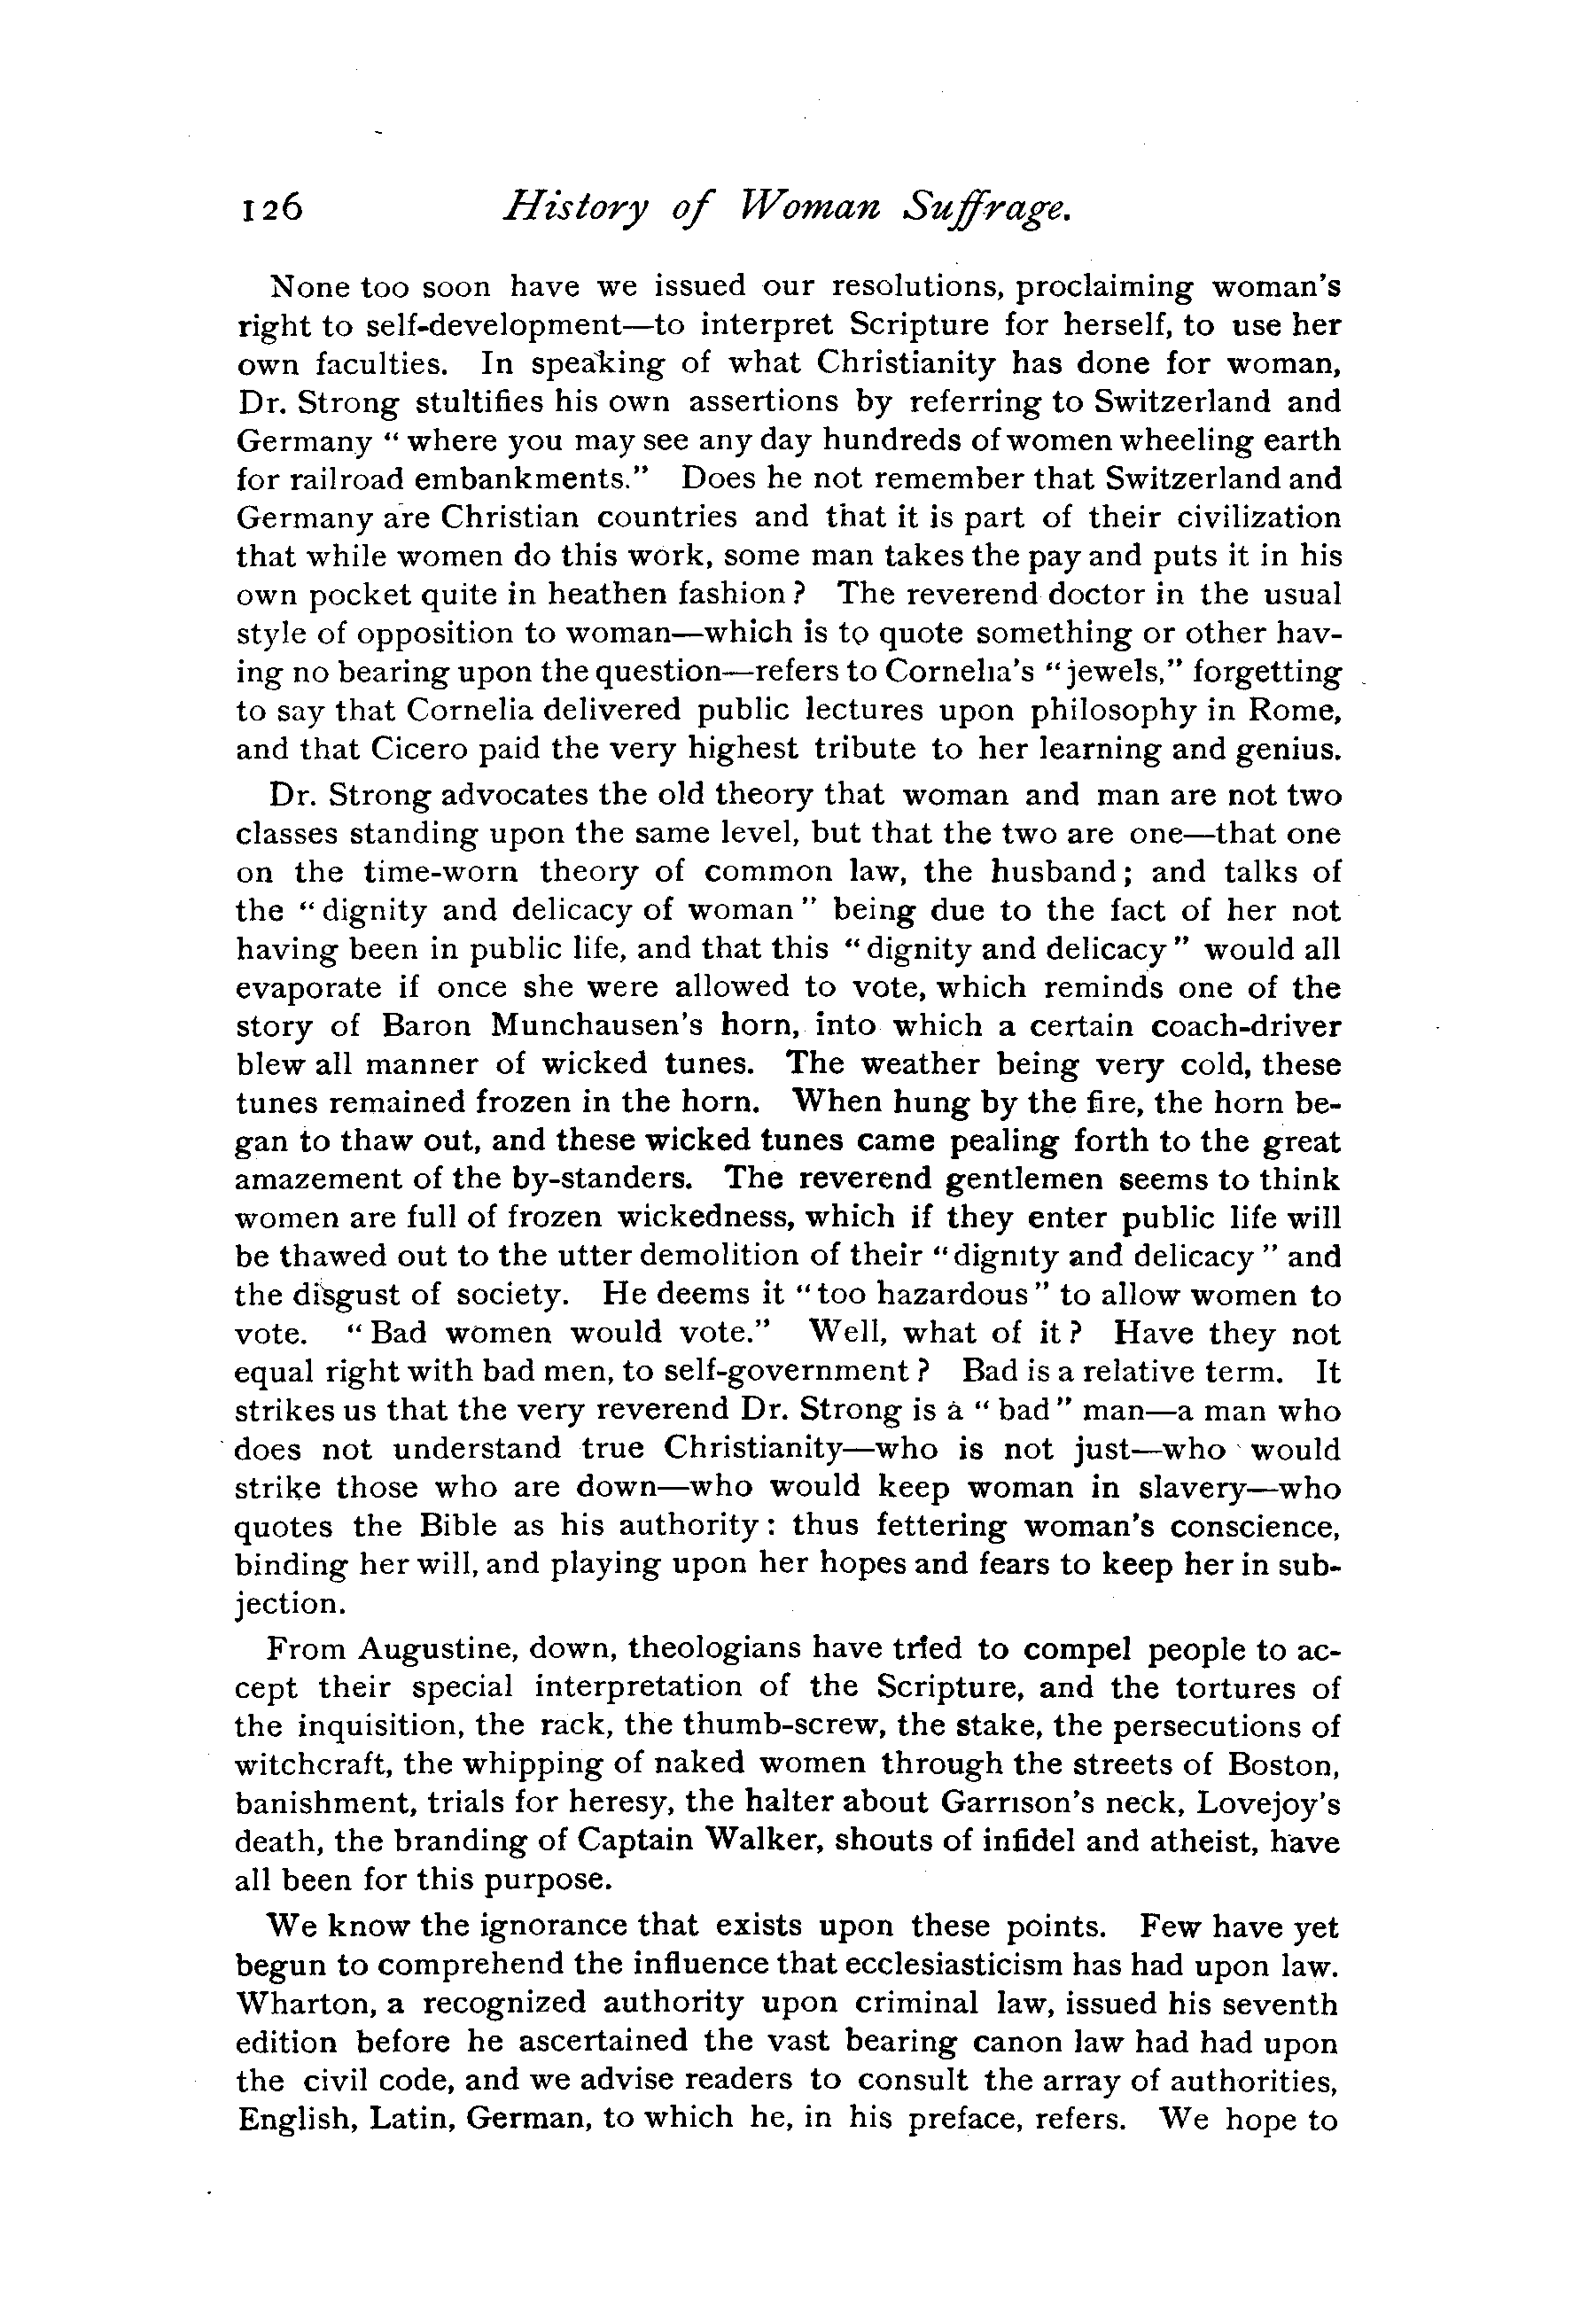 126 History of Woman Suffrage.
None too soon have we issued our resolutions, proclaiming woman's
right to self-development—to interpret Scripture for herself, to use her
own faculties. In speaking of what Christianity has done for woman,
Dr. Strong stultifies his own assertions by referring to Switzerland and
Germany "where you may see any day hundreds of women wheeling earth
for railroad embankments." Does he not remember that Switzerland and
Germany are Christian countries and that it is part of their civilization
that while women do this work, some man takes the pay and puts it in his
own pocket quite in heathen fashion? The reverend doctor in the usual
style of opposition to woman—which is to quote something or other hav-
ing no bearing upon the question—refers to Cornelia's "jewels," forgetting
to say that Cornelia delivered public lectures upon philosophy in Rome,
and that Cicero paid the very highest tribute to her learning and genius.
Dr. Strong advocates the old theory that woman and man are not two
classes standing upon the same level, but that the two are one—that one
on the time-worn theory of common law, the husband; and talks of
the "dignity and delicacy of woman" being due to the fact of her not
having been in public life, and that this "dignity and delicacy" would all
evaporate if once she were allowed to vote, which reminds one of the
story of Baron Munchausen's horn, into which a certain coach-driver
blew all manner of wicked tunes. The weather being very cold, these
tunes remained frozen in the horn. When hung by the fire, the horn be-
gan to thaw out, and these wicked tunes came pealing forth to the great
amazement of the by-standers. The reverend gentlemen seems to think
women are full of frozen wickedness, which if they enter public life will
be thawed out to the utter demolition of their "dignity and delicacy" and
the disgust of society. He deems it "too hazardous" to allow women to
vote. "Bad women would vote." Well, what of it? Have they not
equal right with bad men, to self-government? Bad is a relative term. It
strikes us that the very reverend Dr. Strong is a "bad" man—a man who
does not understand true Christianity—who is not just—who would
strike those who are down—who would keep woman in slavery—who
quotes the Bible as his authority: thus fettering woman's conscience,
binding her will, and playing upon her hopes and fears to keep her in sub-
jection.
From Augustine, down, theologians have tried to compel people to ac-
cept their special interpretation of the Scripture, and the tortures of
the inquisition, the rack, the thumb-screw, the stake, the persecutions of
witchcraft, the whipping of naked women through the streets of Boston,
banishment, trials for heresy, the halter about Garrison's neck, Lovejoy's
death, the branding of Captain Walker, shouts of infidel and atheist, have
all been for this purpose.
We know the ignorance that exists upon these points. Few have yet
begun to comprehend the influence that ecclesiasticism has had upon law.
Wharton, a recognized authority upon criminal law, issued his seventh
edition before he ascertained the vast bearing canon law had had upon
the civil code, and we advise readers to consult the array of authorities,
English, Latin, German, to which he, in his preface, refers. We hope to